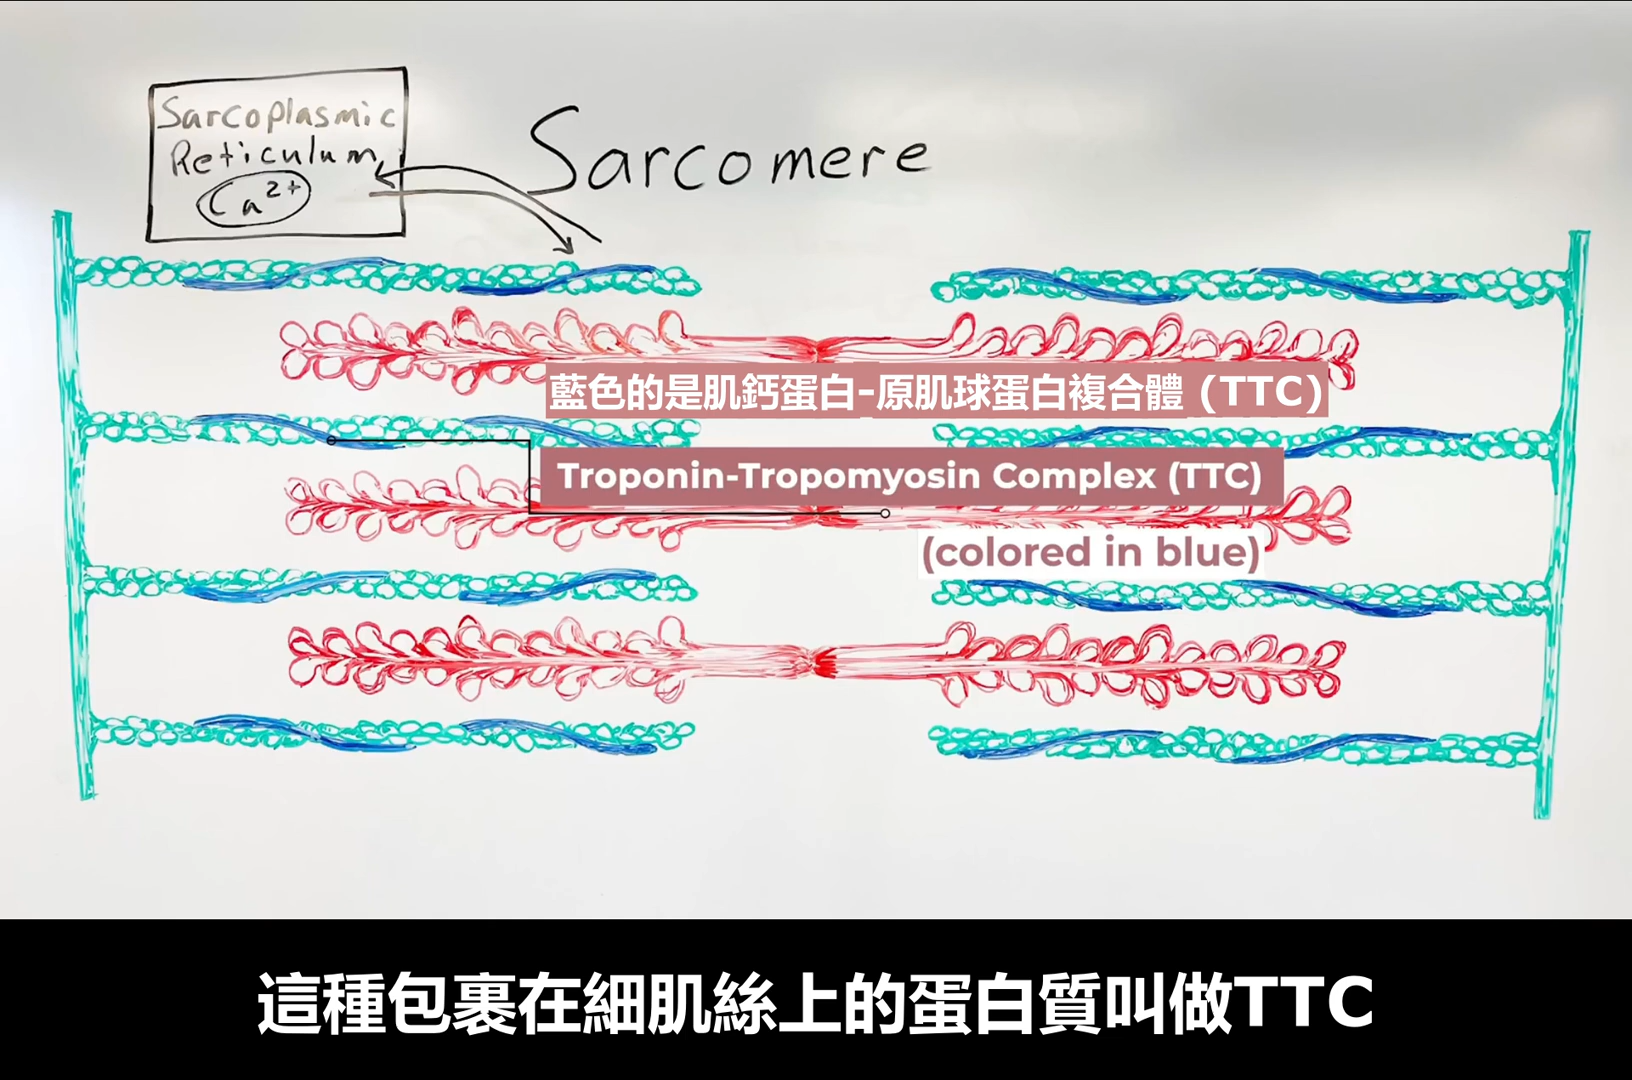 Sarcoplasmic
Reticulum
Ca²⁺
Sarcomere
藍色的是肌鈣蛋白-原肌球蛋白複合體 (TTC)
Troponin-Tropomyosin Complex (TTC)
(colored in blue)
這種包裹在細肌絲上的蛋白質叫做TTC